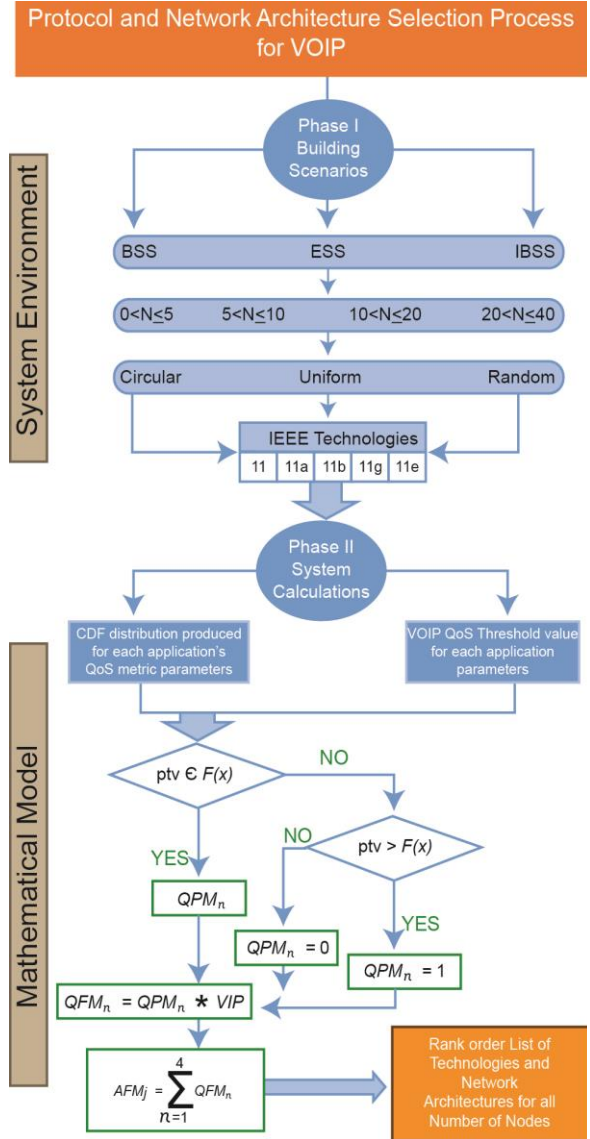 Protocol and Network Architecture Selection Process
for VOIP
System Environment
Phase I
Building
Scenarios
BSS ESS IBSS
0<N≤5 5<N≤10 10<N≤20 20<N≤40
Circular Uniform Random
IEEE Technologies
11 11a 11b 11g 11e
Phase II
System
Calculations
Mathematical Model
CDF distribution produced
for each application's
QoS metric parameters
VOIP QoS Threshold value
for each application
parameters
ptv Є F(x)
NO
ptv > F(x)
NO
YES
YES
QPMₙ
QPMₙ = 0
QPMₙ = 1
QFMₙ = QPMₙ * VIP
AFMⱼ = ∑ QFMₙ
4
n=1
Rank order List of
Technologies and
Network
Architectures for all
Number of Nodes